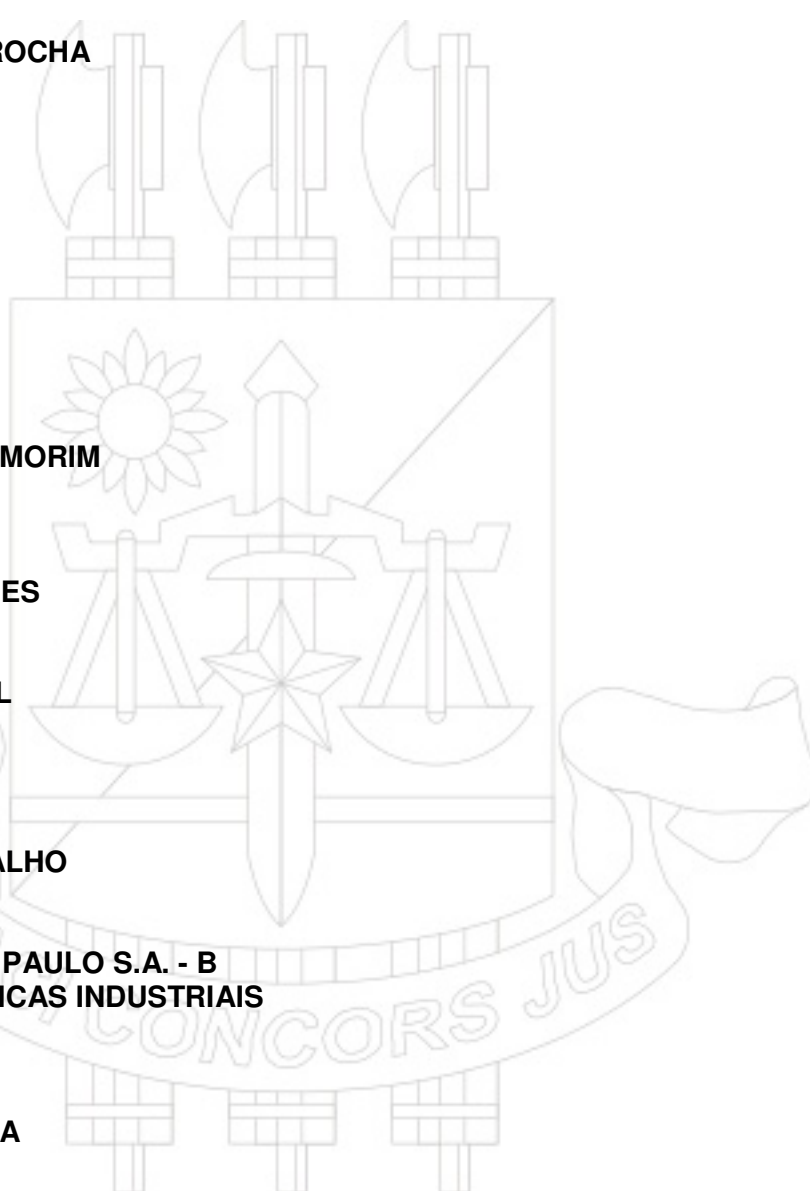 ROCHA
MORIM
ES
L
ALHO
PAULO S.A. - B
ICAS INDUSTRIAIS
CONCORS JUS
A